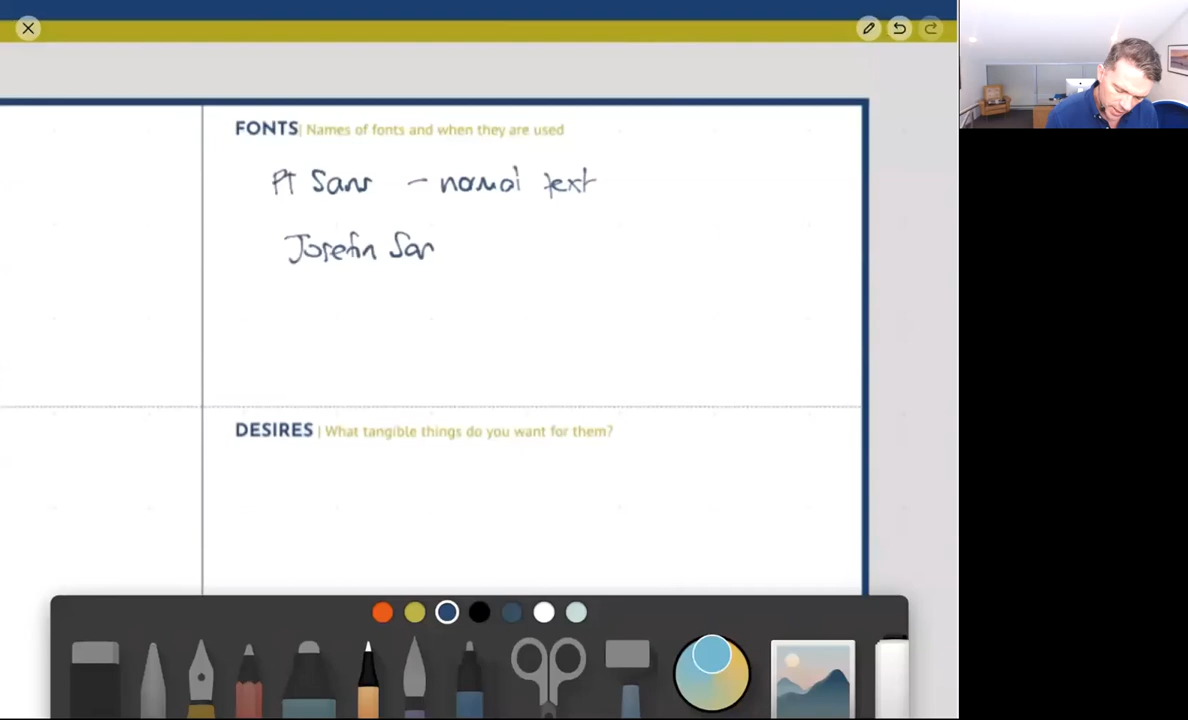 FONTS| Names of fonts and when they are used
PT Sans - normal text
Josefin San
DESIRES | What tangible things do you want for them?